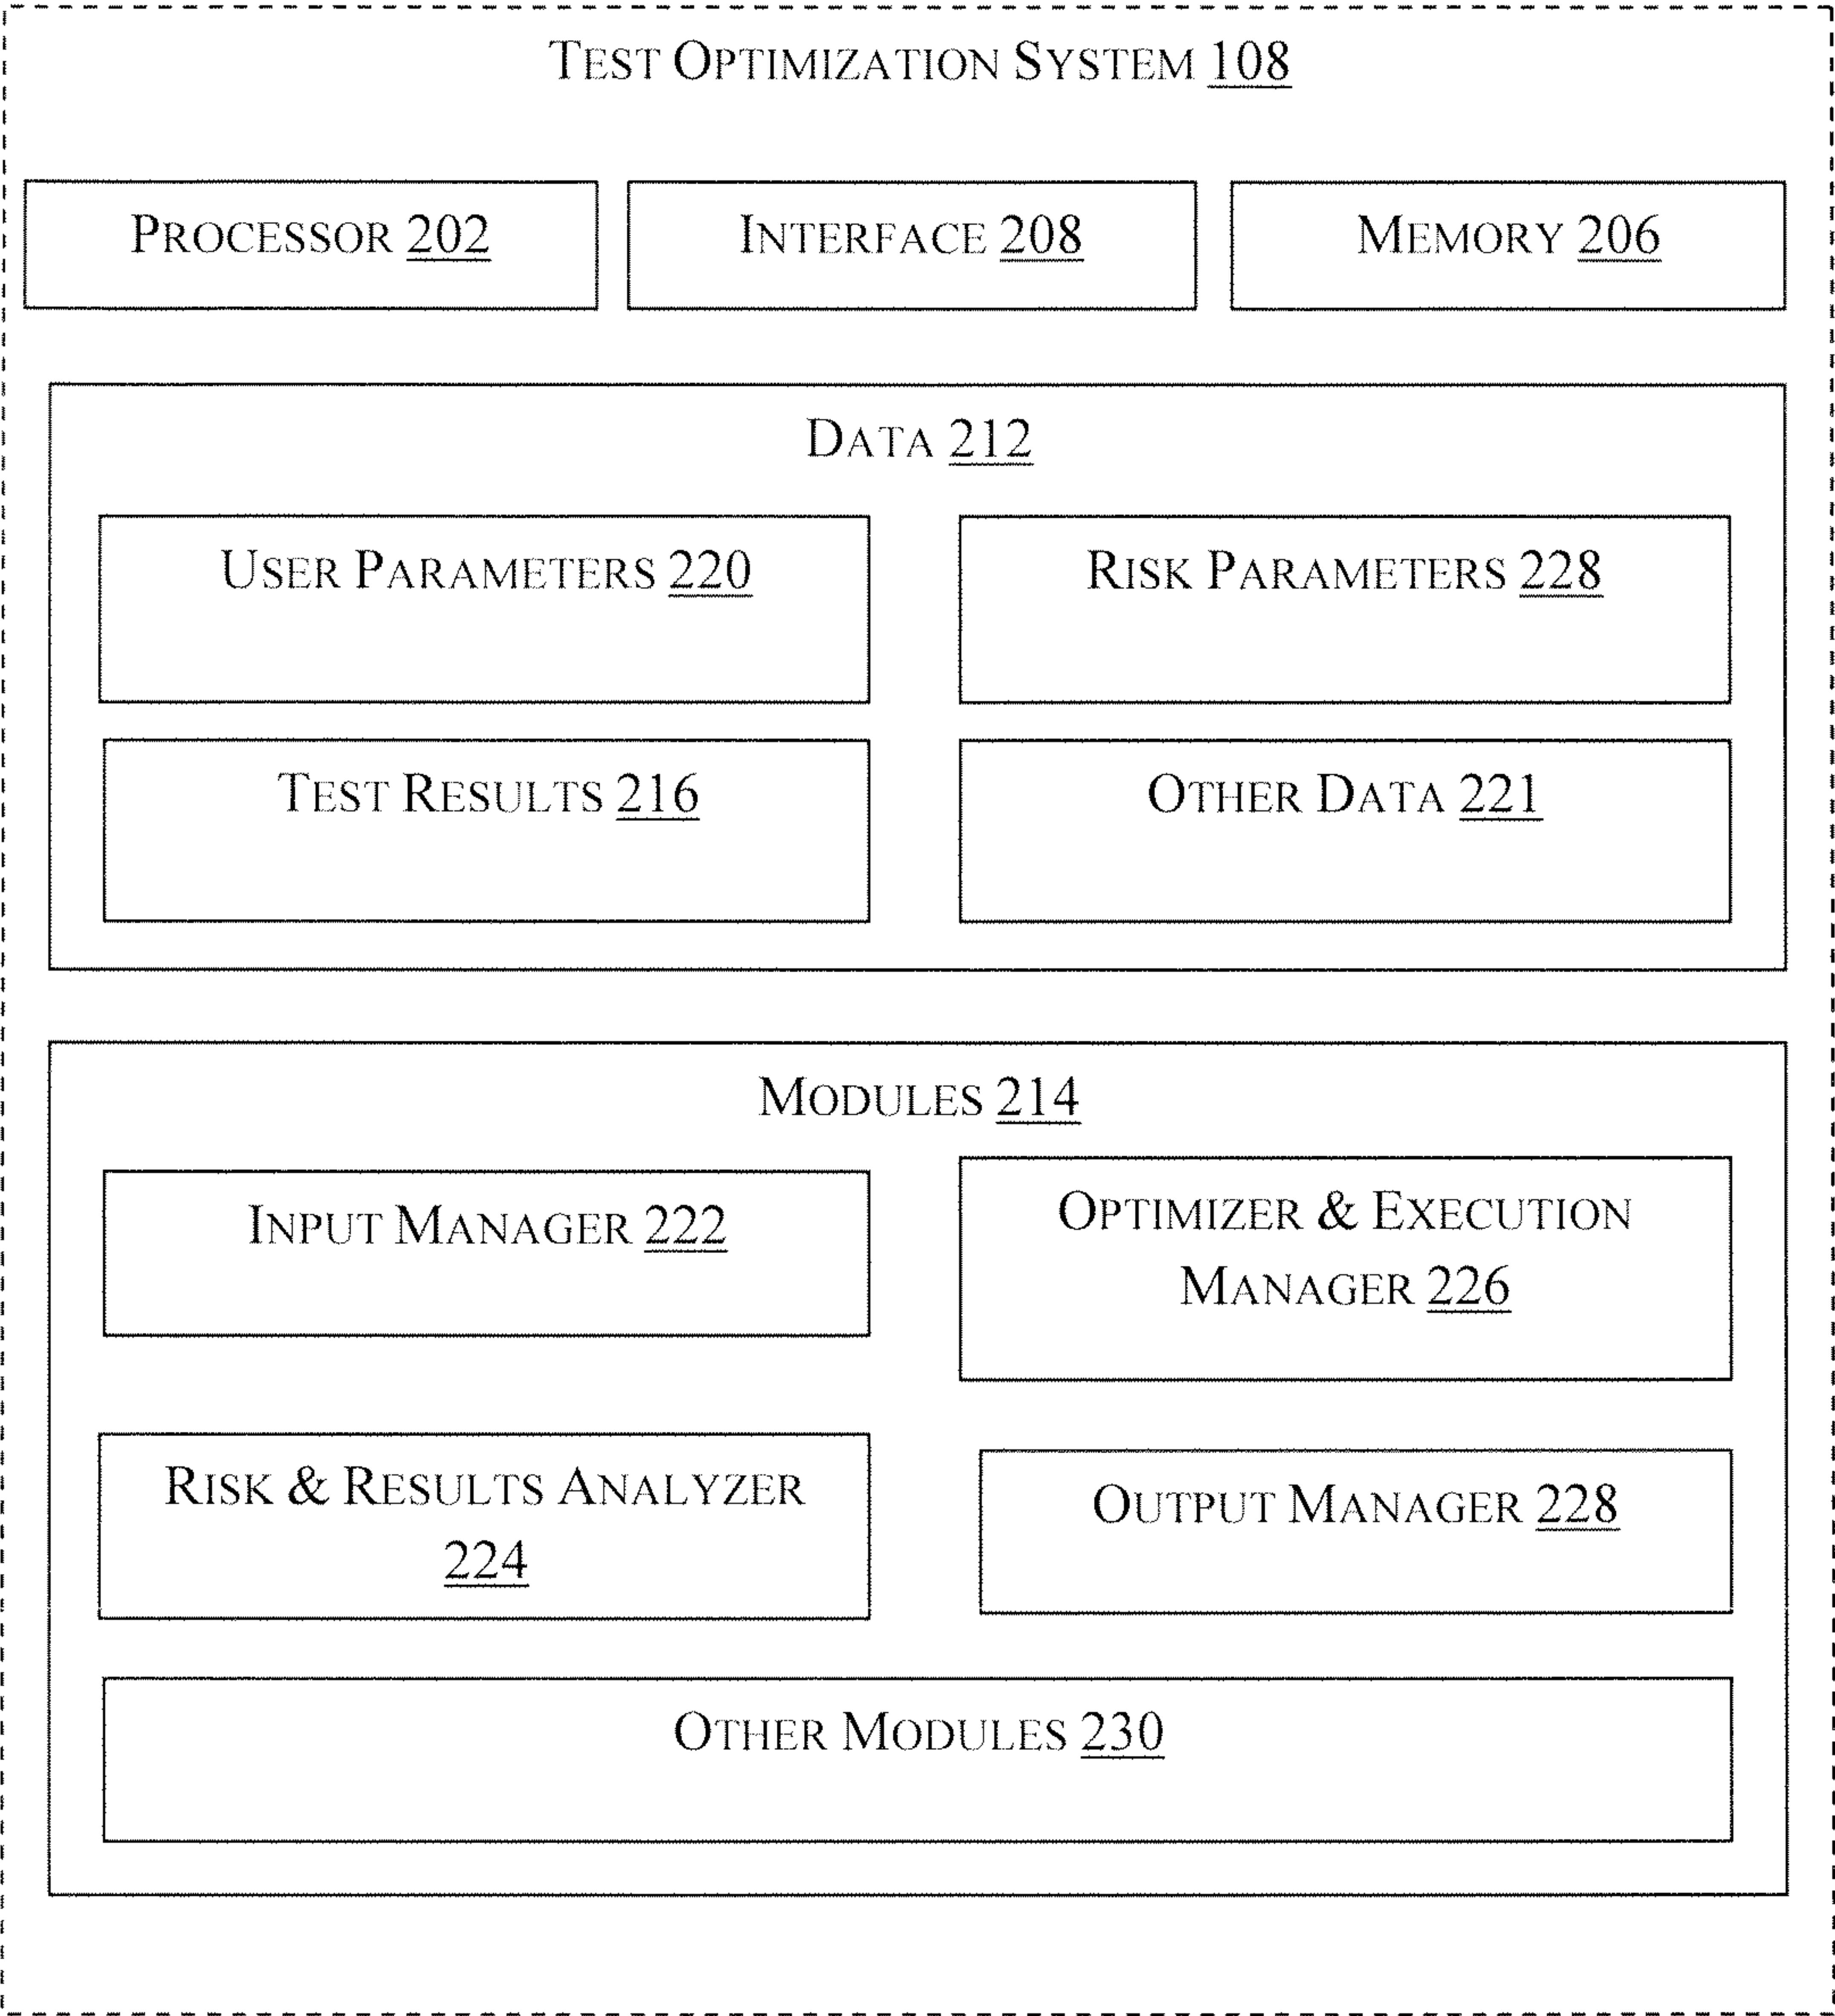 TEST OPTIMIZATION SYSTEM 108
PROCESSOR 202
INTERFACE 208
MEMORY 206
DATA 212
USER PARAMETERS 220
RISK PARAMETERS 228
TEST RESULTS 216
OTHER DATA 221
MODULES 214
INPUT MANAGER 222
OPTIMIZER & EXECUTION
MANAGER 226
RISK & RESULTS ANALYZER
224
OUTPUT MANAGER 228
OTHER MODULES 230